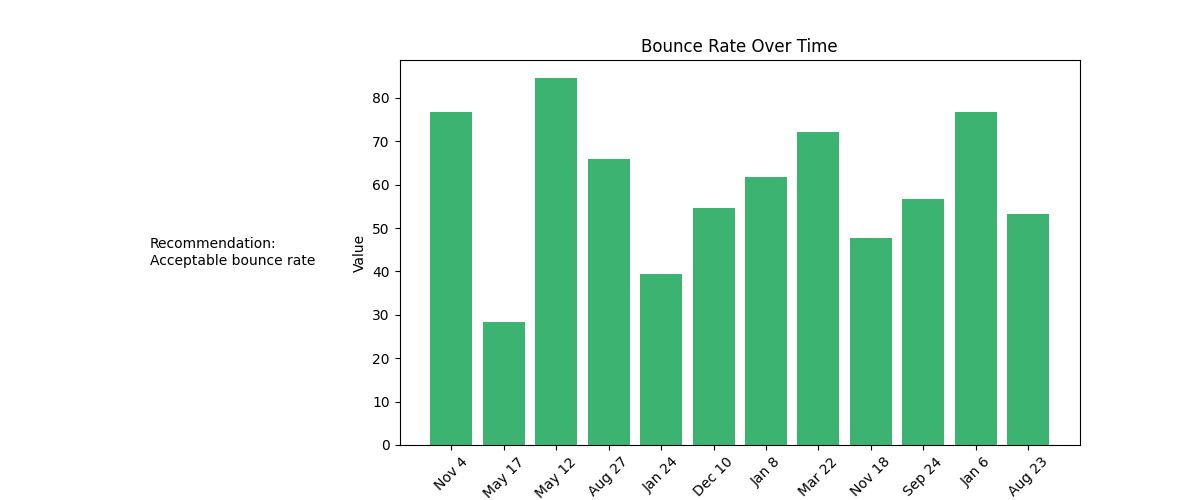 Bounce Rate Over Time
Recommendation:
Acceptable bounce rate
Value
80
70
60
50
40
30
20
10
0
Nov 4
May 17
May 12
Aug 27
Jan 24
Dec 10
Jan 8
Mar 22
Nov 18
Sep 24
Jan 6
Aug 23